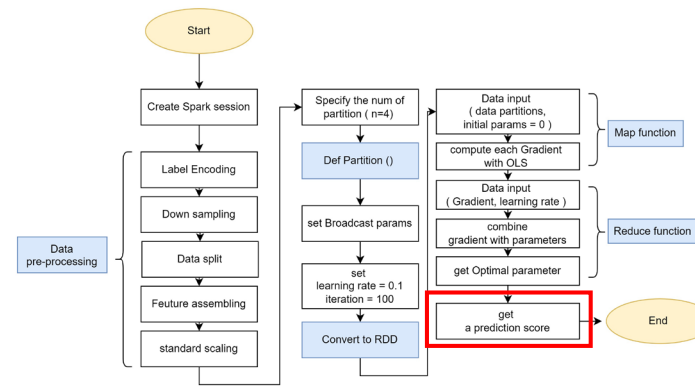 Start
Create Spark session
Label Encoding
Down sampling
Data split
Feuture assembling
standard scaling
Data
pre-processing
Specify the num of
partition ( n=4)
Def Partition ()
set Broadcast params
set
learning rate = 0.1
iteration = 100
Convert to RDD
Data input
( data partitions,
initial params = 0 )
compute each Gradient
with OLS
Map function
Data input
( Gradient, learning rate )
combine
gradient with parameters
get Optimal parameter
Reduce function
get
a prediction score
End